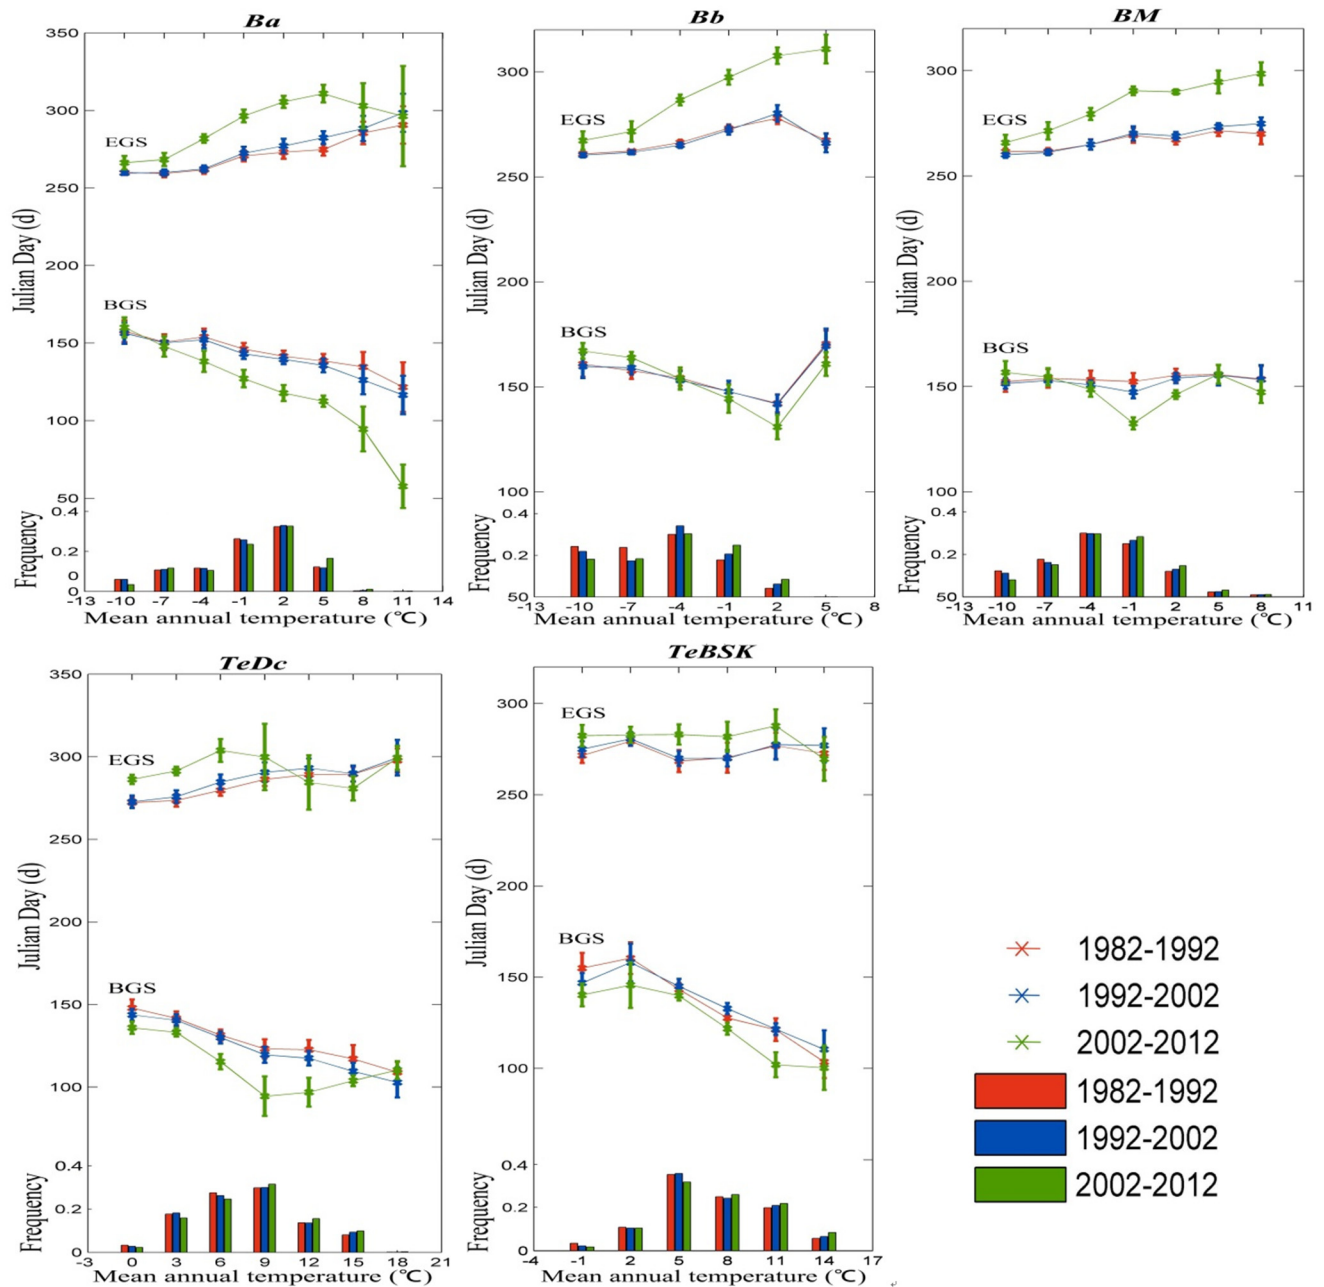 Ba
350
300
EGS
250
Julian Day (d)
200
BGS
150
100
50
0.4
Frequency
0.2
0
0
-13 -10 -7 -4 -1 2 5 8 11 14
Mean annual temperature (℃)
Bb
300
EGS
250
Julian Day (d)
200
BGS
150
100
0.4
Frequency
0.2
50
-13 -10 -7 -4 -1 2 5 8
Mean annual temperature (℃)
BM
300
EGS
250
Julian Day (d)
200
BGS
150
100
0.4
Frequency
0.2
50
-13 -10 -7 -4 -1 2 5 8 11
Mean annual temperature (℃)
TeDc
350
300
EGS
250
Julian Day (d)
200
150
BGS
100
0.4
Frequency
0.2
0
-3 0 3 6 9 12 15 18 21
Mean annual temperature (℃)
TeBSK
300
EGS
250
Julian Day (d)
200
BGS
150
100
0.4
Frequency
0.2
0
-4 -1 2 5 8 11 14 17
Mean annual temperature (℃)
1982-1992
1992-2002
2002-2012
1982-1992
1992-2002
2002-2012